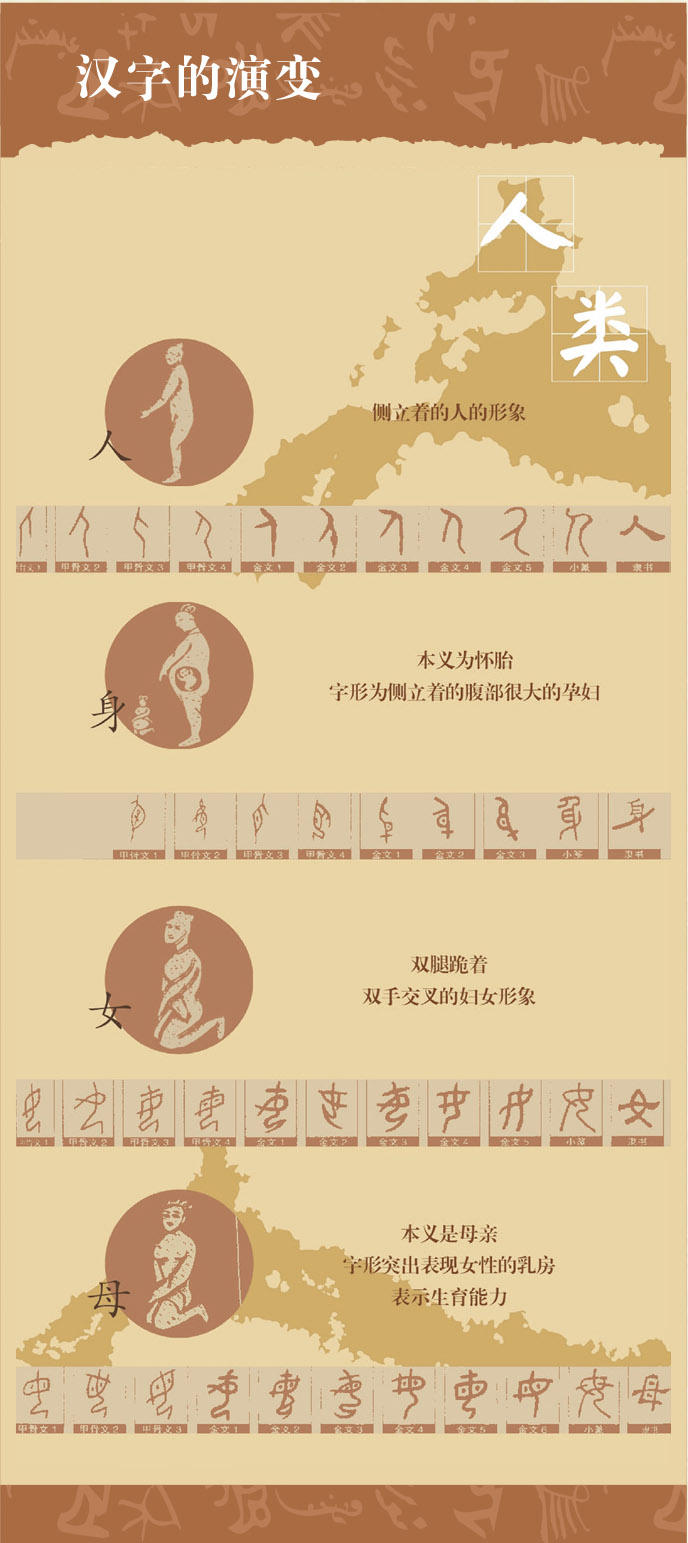 汉字的演变
人
类
侧立着的人的形象
人
甲骨文2 甲骨文3 甲骨文4 金文1 金文2 金文3 金文4 金文5 小篆 隶书
本义为怀胎
字形为侧立着的腹部很大的孕妇
身
甲骨文1 甲骨文2 甲骨文3 甲骨文4 金文1 金文2 金文3 小篆 隶书
双腿跪着
双手交叉的妇女形象
女
甲骨文2 甲骨文3 甲骨文4 金文1 金文2 金文3 金文4 金文5 小篆 隶书
本义是母亲
字形突出表现女性的乳房
表示生育能力
母
甲骨文1 甲骨文2 甲骨文3 金文1 金文2 金文3 金文4 金文5 金文6 小篆 隶书